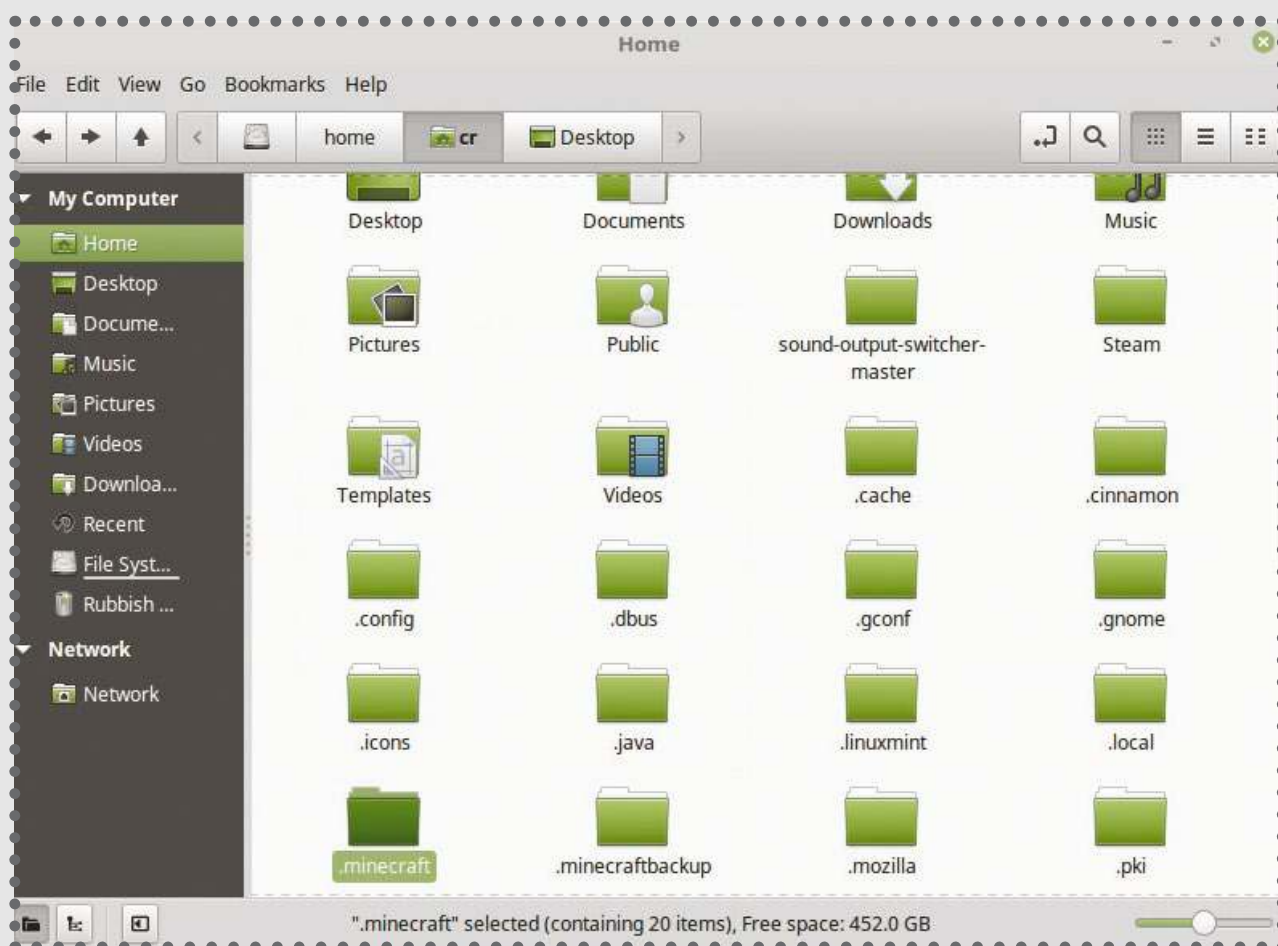 Home
File Edit View Go Bookmarks Help
home cr Desktop
My Computer
Home
Desktop
Docume...
Music
Pictures
Videos
Downloa...
Recent
File Syst...
Rubbish ...
Network
Network
Desktop Documents Downloads Music
Pictures Public sound-output-switcher- Steam
master
Templates Videos .cache .cinnamon
.config .dbus .gconf .gnome
.icons .java .linuxmint .local
.minecraft .minecraftbackup .mozilla .pki
".minecraft" selected (containing 20 items), Free space: 452.0 GB